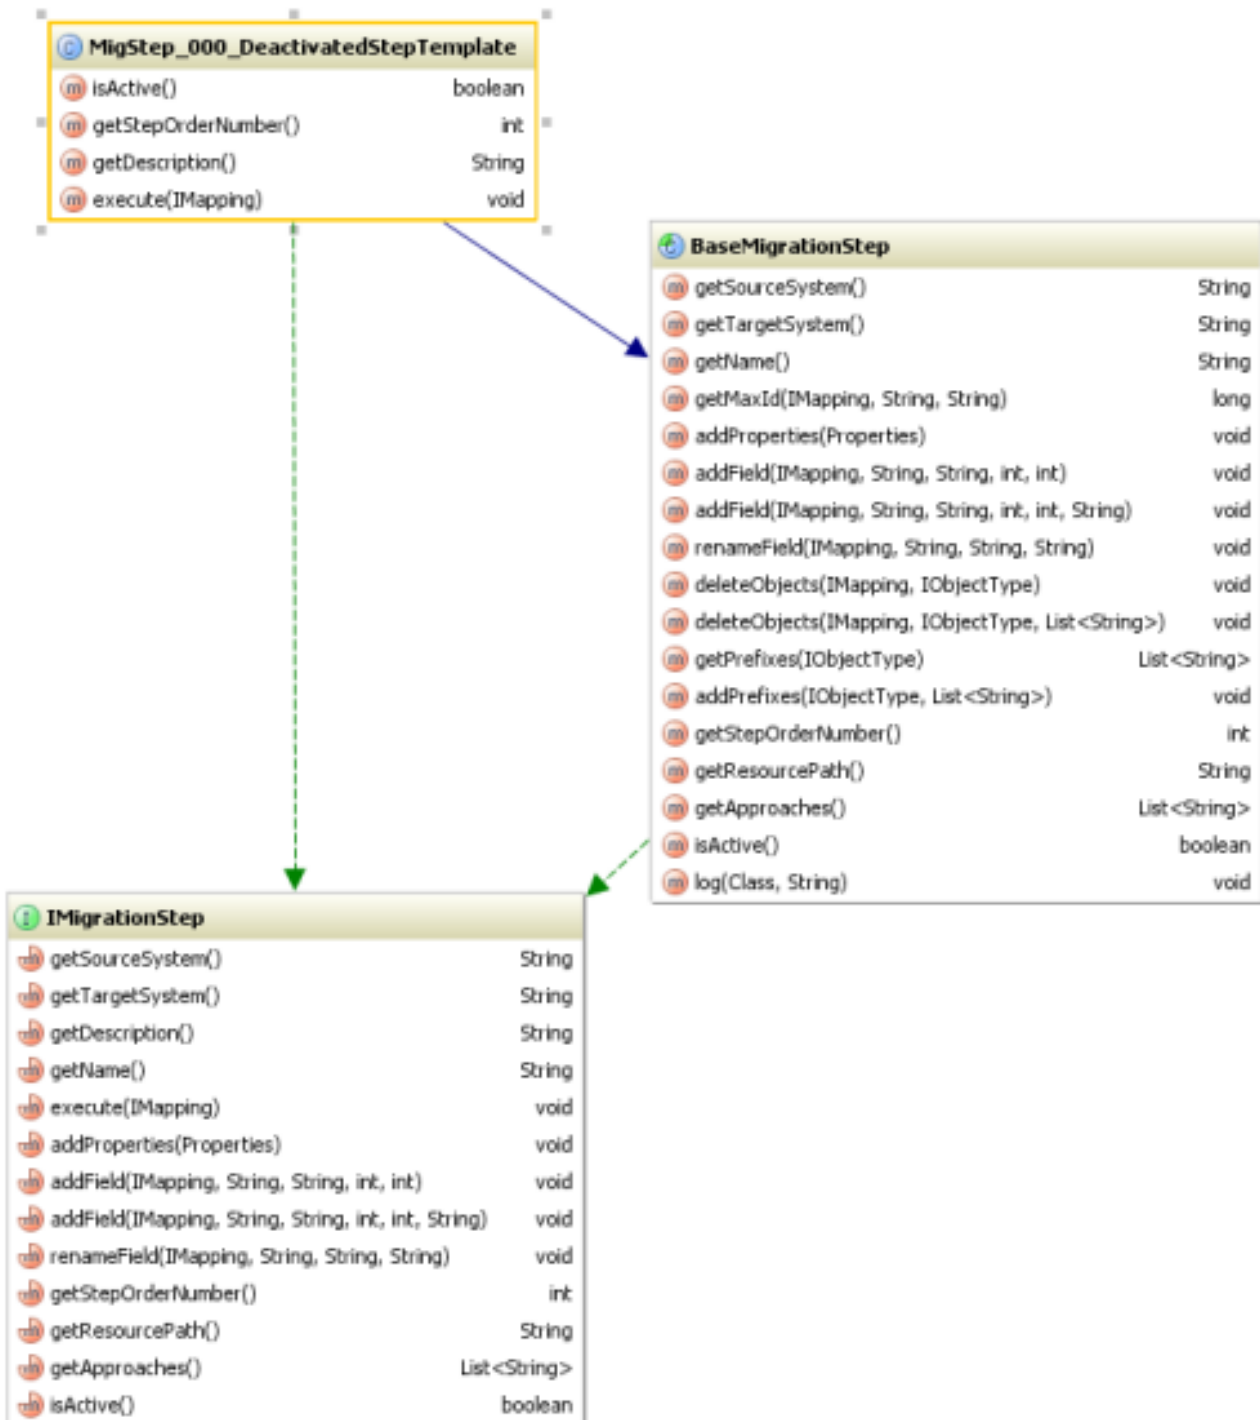 MigStep_000_DeactivatedStepTemplate
isActive() boolean
getStepOrderNumber() int
getDescription() String
execute(IMapping) void
BaseMigrationStep
getSourceSystem() String
getTargetSystem() String
getName() String
getMaxId(IMapping, String, String) long
addProperties(Properties) void
addField(IMapping, String, String, int, int) void
addField(IMapping, String, String, int, int, String) void
renameField(IMapping, String, String, String) void
deleteObjects(IMapping, IObjectType) void
deleteObjects(IMapping, IObjectType, List<String>) void
getPrefixes(IObjectType) List<String>
addPrefixes(IObjectType, List<String>) void
getStepOrderNumber() int
getResourcePath() String
getApproaches() List<String>
isActive() boolean
log(Class, String) void
IMigrationStep
getSourceSystem() String
getTargetSystem() String
getDescription() String
getName() String
execute(IMapping) void
addProperties(Properties) void
addField(IMapping, String, String, int, int) void
addField(IMapping, String, String, int, int, String) void
renameField(IMapping, String, String, String) void
getStepOrderNumber() int
getResourcePath() String
getApproaches() List<String>
isActive() boolean